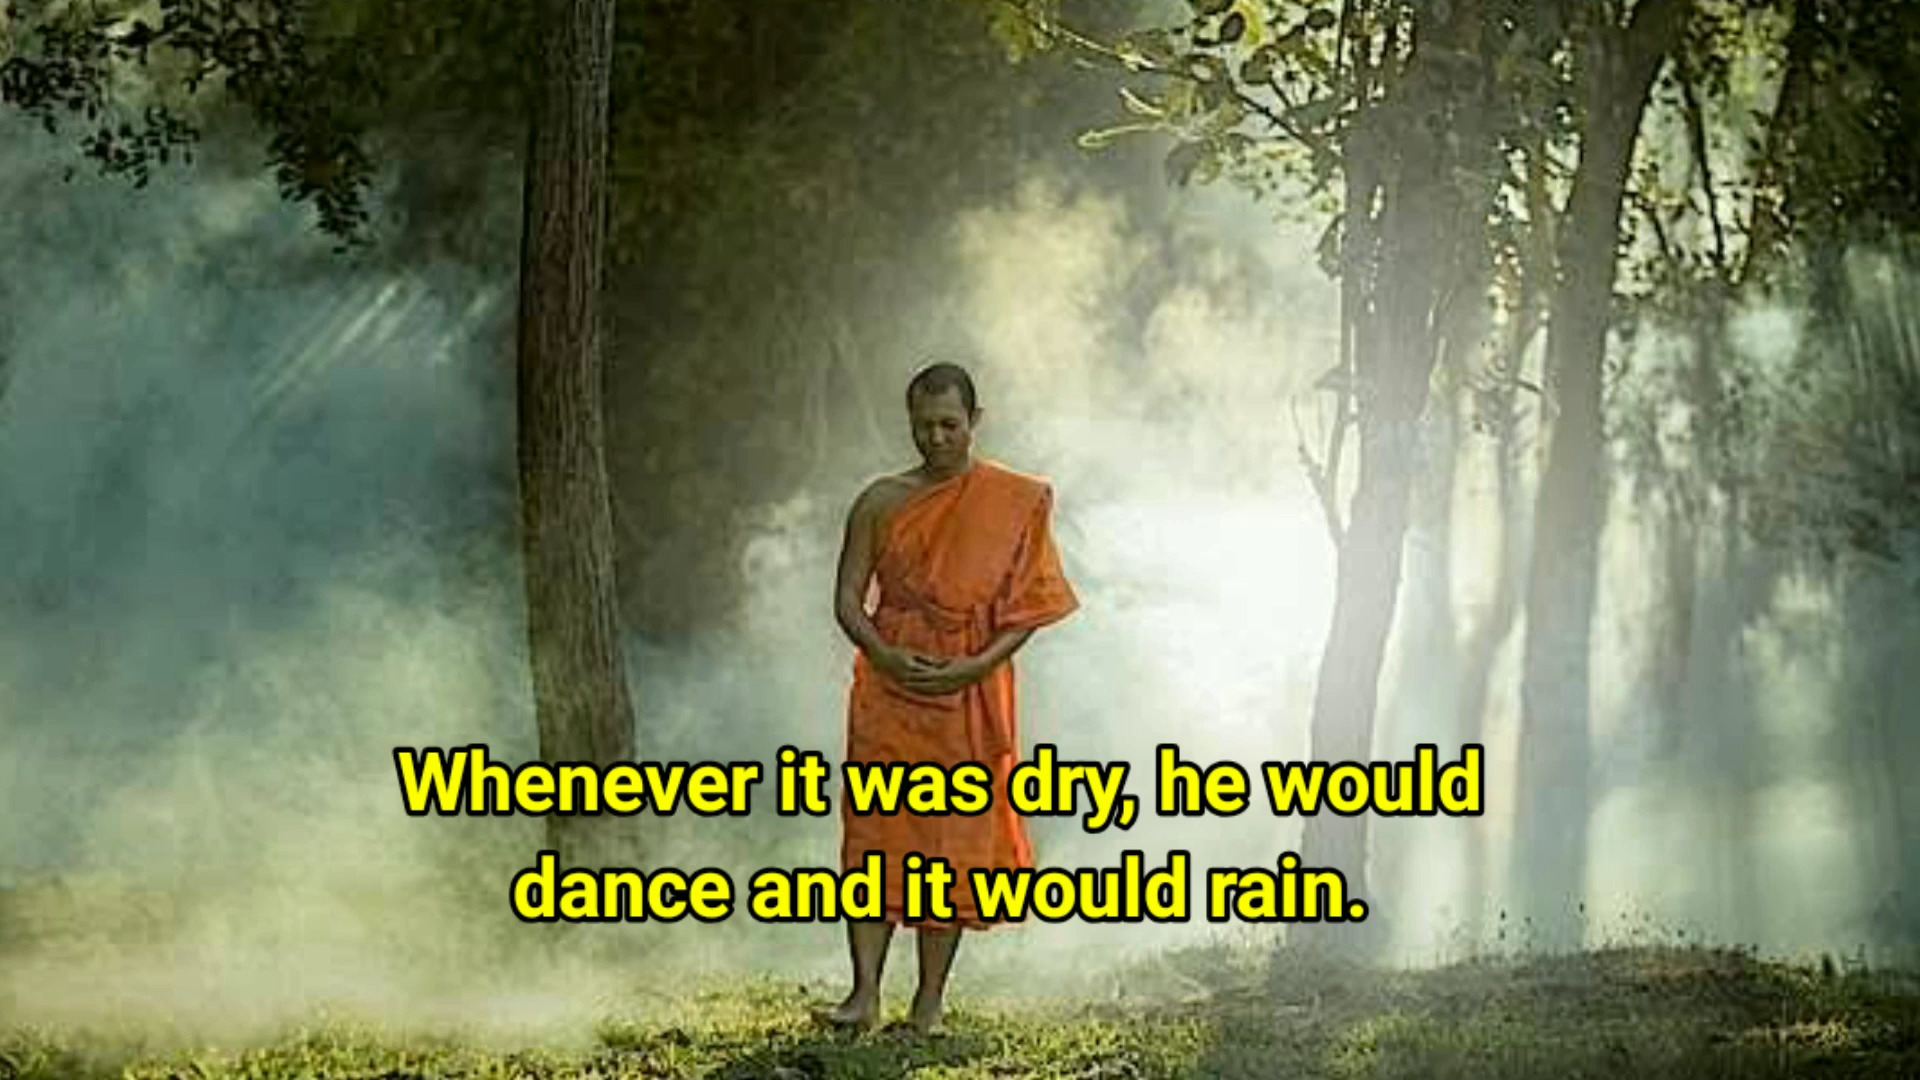 Whenever it was dry, he would
dance and it would rain.